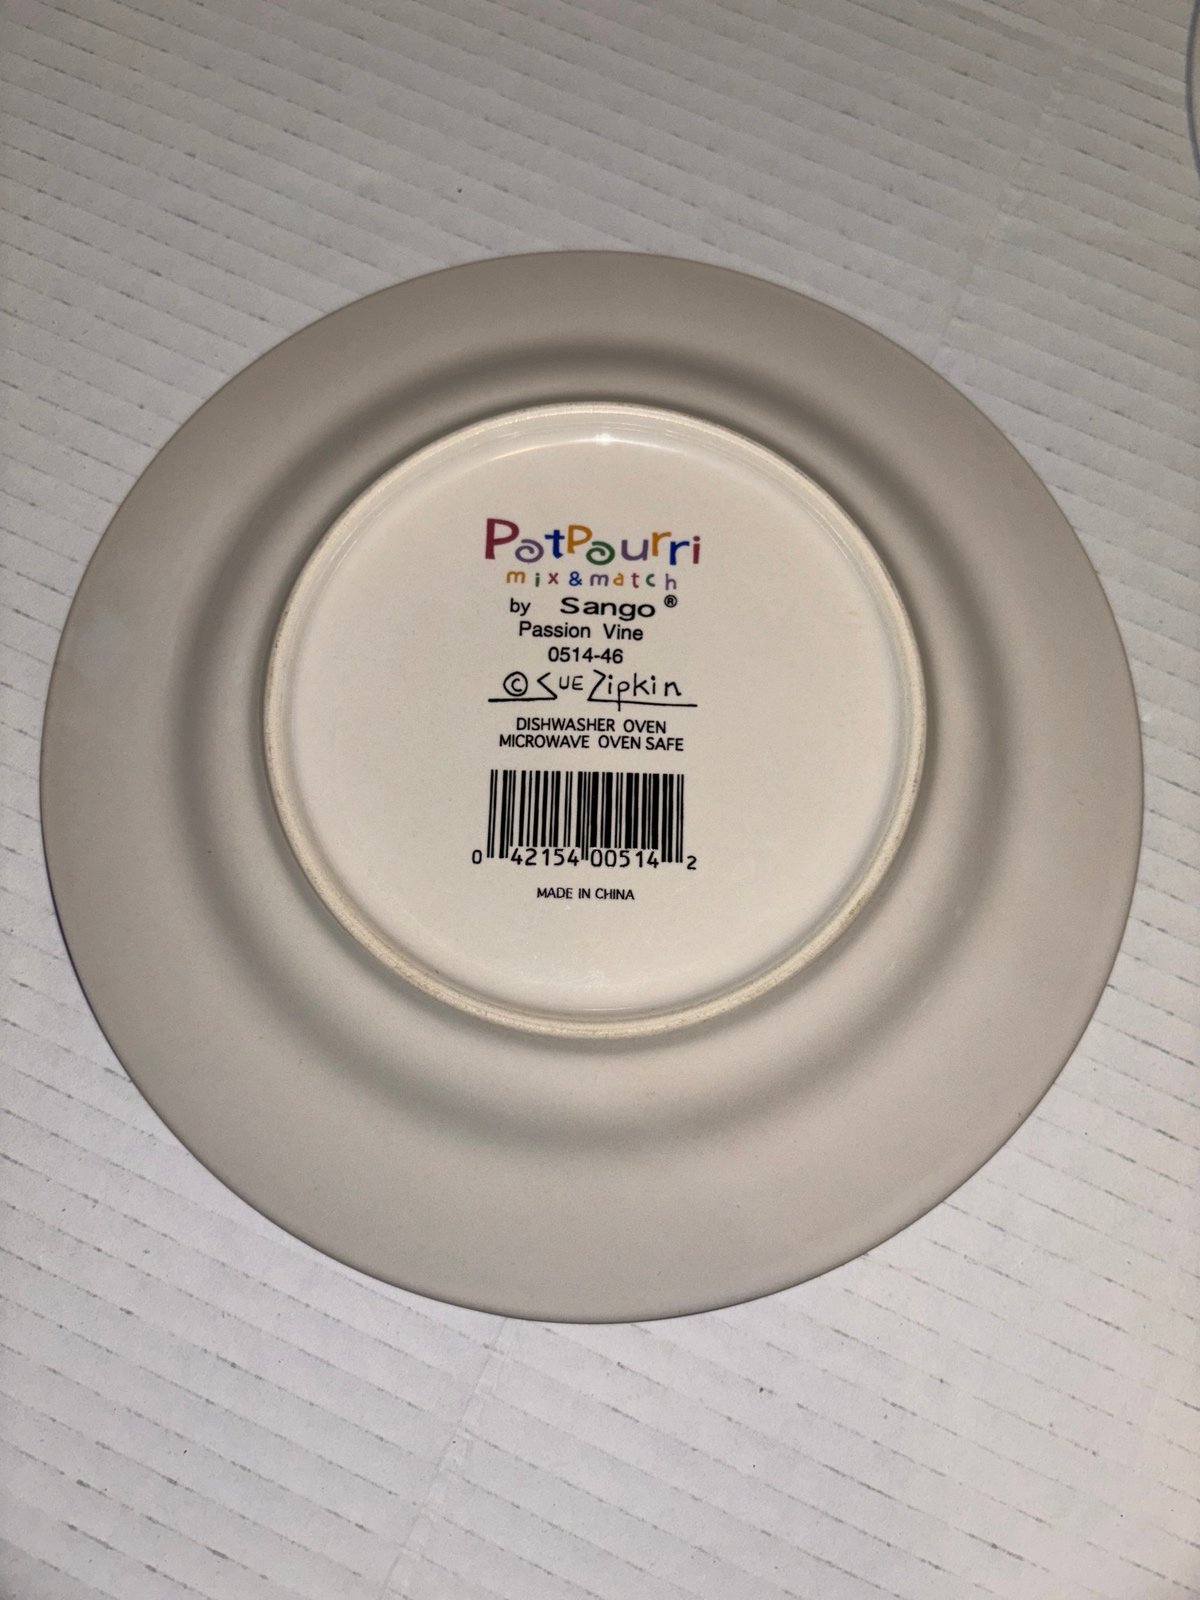 PotPourri
mix & match
by Sango ®
Passion Vine
0514-46
© Sue Zipkin
DISHWASHER OVEN
MICROWAVE OVEN SAFE
0 42154 00514 2
MADE IN CHINA